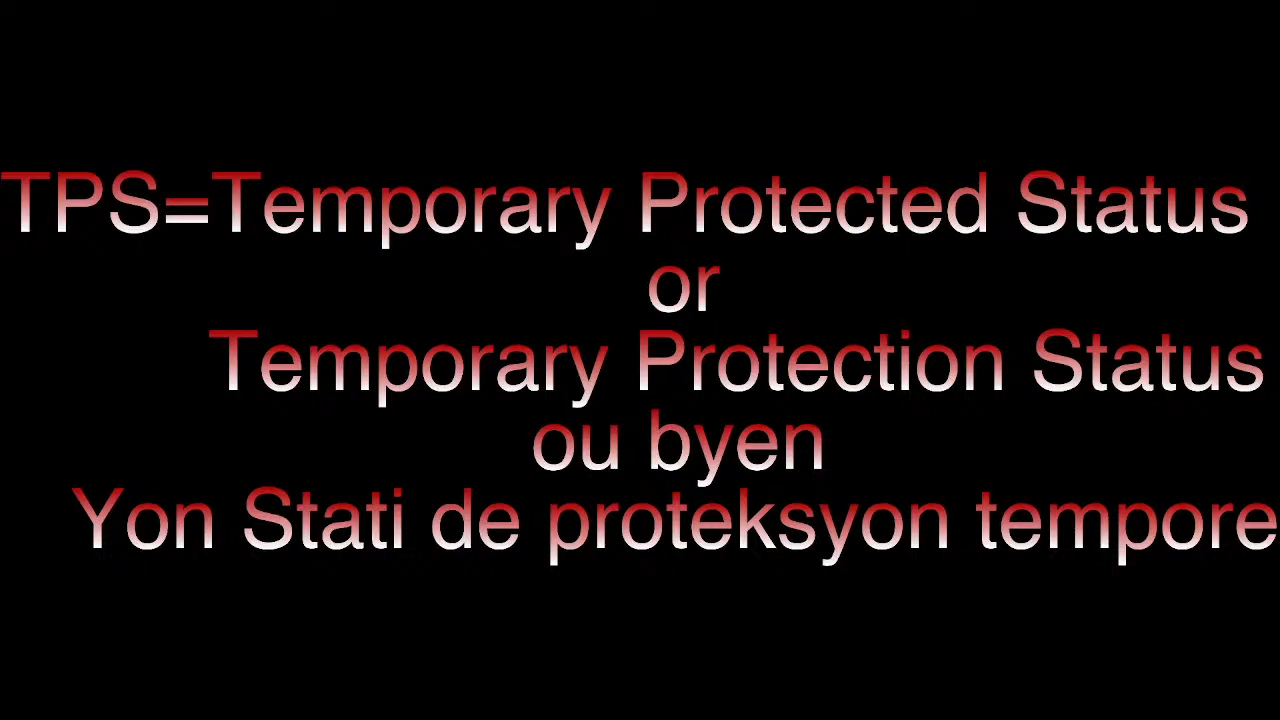 TPS=Temporary Protected Status
or
Temporary Protection Status
ou byen
Yon Stati de proteksyon tempore